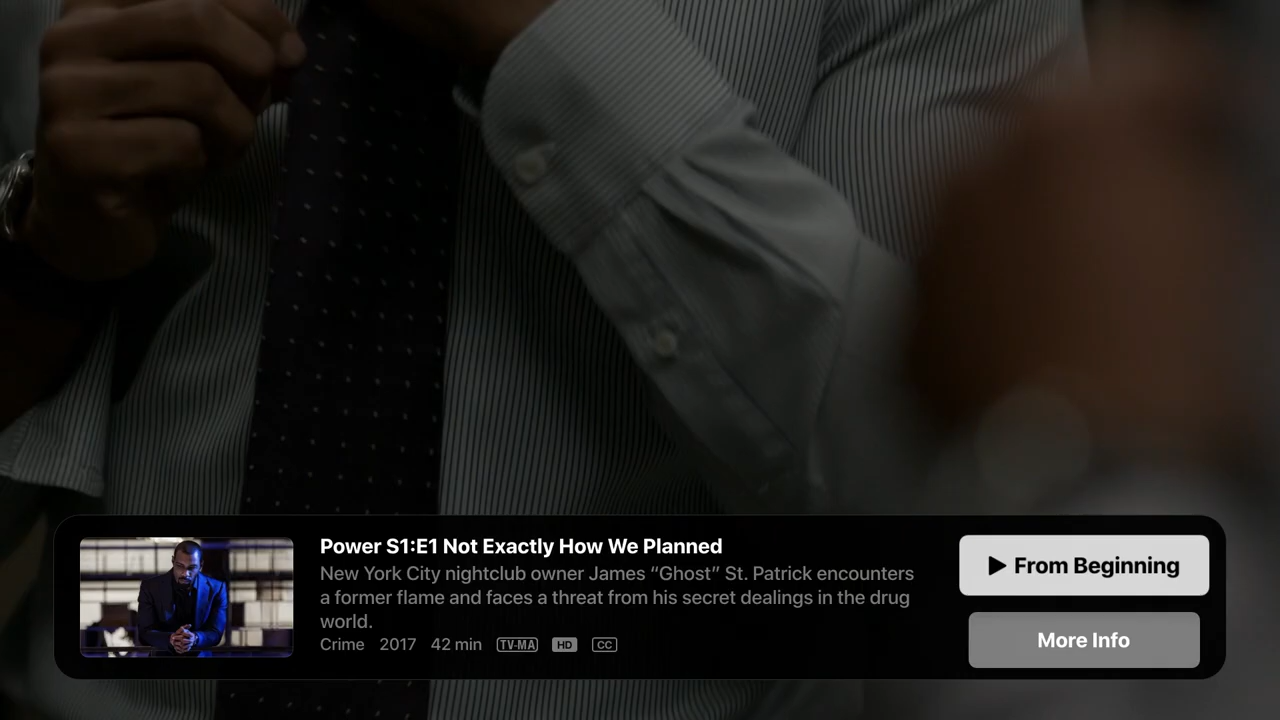 Power S1:E1 Not Exactly How We Planned
New York City nightclub owner James “Ghost” St. Patrick encounters
a former flame and faces a threat from his secret dealings in the drug
world.
Crime 2017 42 min TV-MA HD CC
From Beginning
More Info